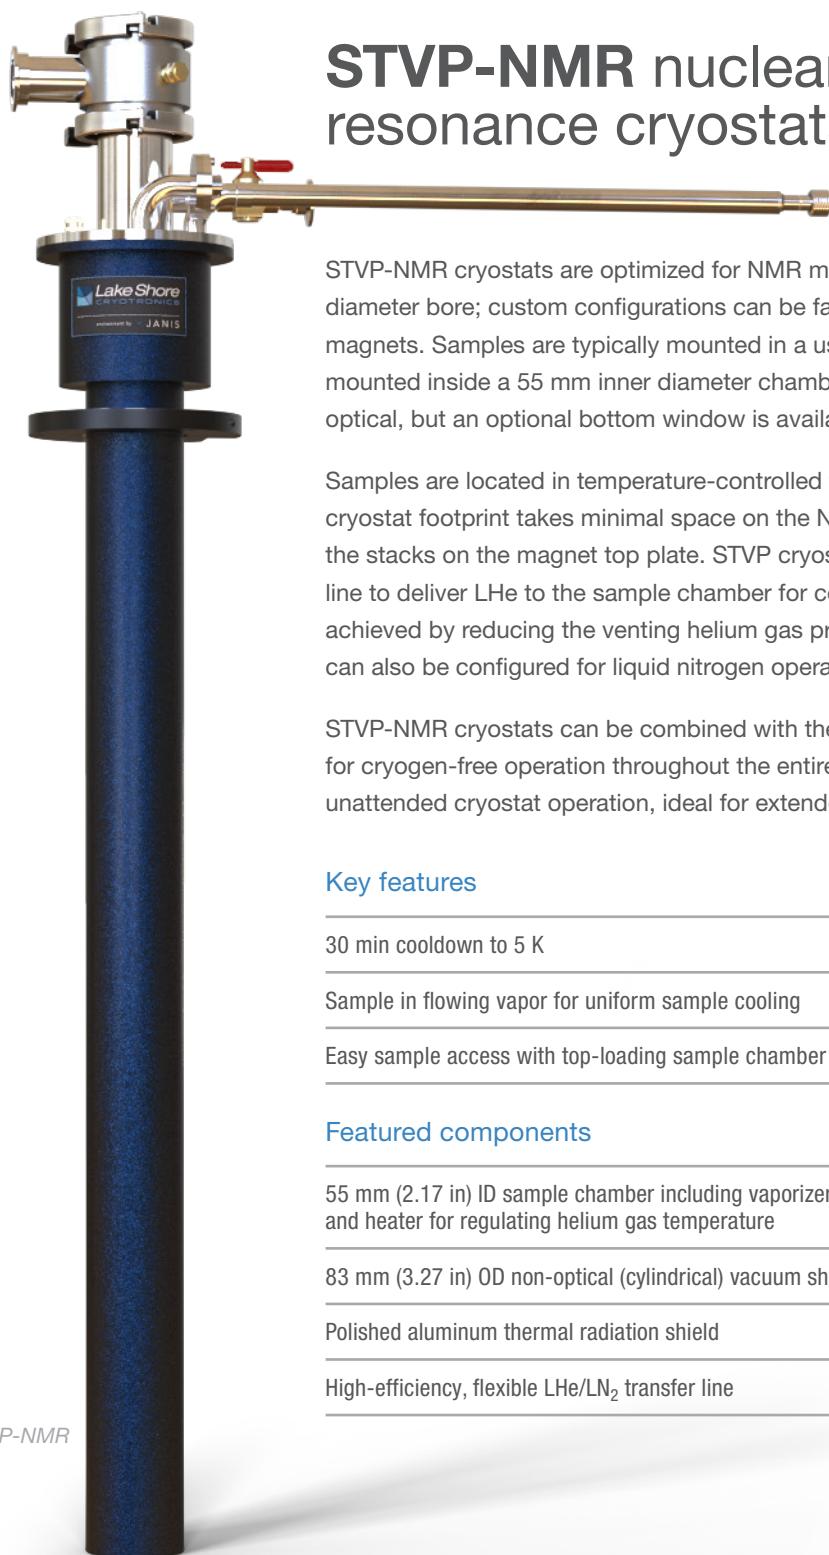 STVP-NMR nuclear
resonance cryostat
Lake Shore
CRYOTRONICS
environment by JANIS
STVP-NMR cryostats are optimized for NMR m
diameter bore; custom configurations can be fa
magnets. Samples are typically mounted in a us
mounted inside a 55 mm inner diameter chamb
optical, but an optional bottom window is availa
Samples are located in temperature-controlled
cryostat footprint takes minimal space on the N
the stacks on the magnet top plate. STVP cryos
line to deliver LHe to the sample chamber for co
achieved by reducing the venting helium gas pr
can also be configured for liquid nitrogen opera
STVP-NMR cryostats can be combined with the
for cryogen-free operation throughout the entire
unattended cryostat operation, ideal for extende
Key features
30 min cooldown to 5 K
Sample in flowing vapor for uniform sample cooling
Easy sample access with top-loading sample chamber
Featured components
55 mm (2.17 in) ID sample chamber including vaporizer
and heater for regulating helium gas temperature
83 mm (3.27 in) OD non-optical (cylindrical) vacuum sh
Polished aluminum thermal radiation shield
High-efficiency, flexible LHe/LN₂ transfer line
P-NMR